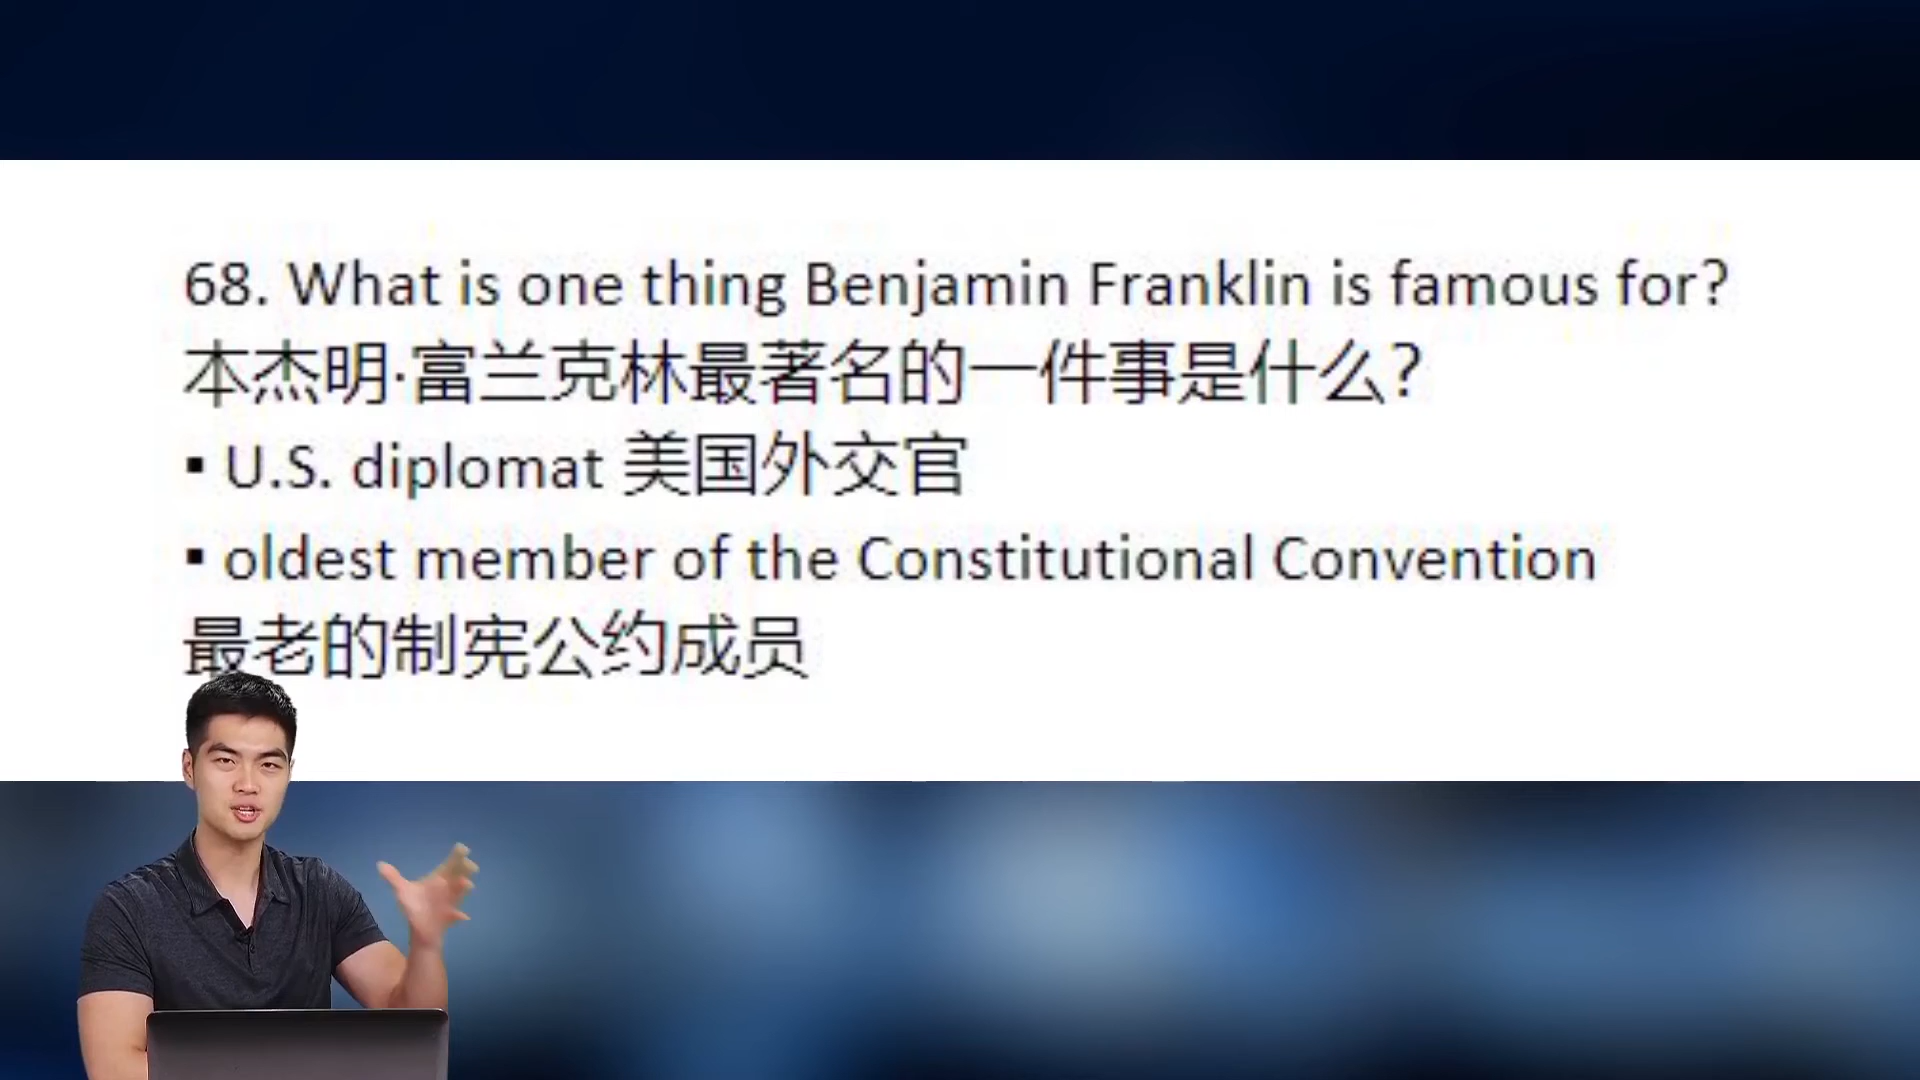 68. What is one thing Benjamin Franklin is famous for?
本杰明·富兰克林最著名的一件事是什么?
▪ U.S. diplomat 美国外交官
▪ oldest member of the Constitutional Convention
最老的制宪公约成员